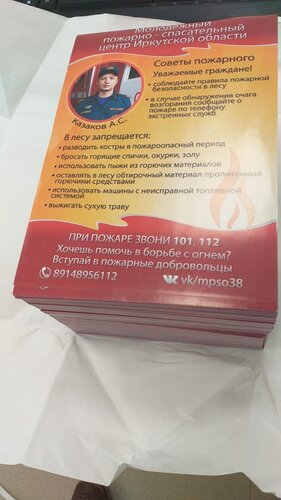 Молодежный
пожарно - спасательный
центр Иркутской области
Советы пожарного
Уважаемые граждане!
• соблюдайте правила пожарной
безопасности в лесу
• в случае обнаружения очага
возгорания сообщайте о
пожаре по телефону
экстренных служб
Казаков А.С.
В лесу запрещается:
• разводить костры в пожароопасный период
• бросать горящие спички, окурки, золу
• использовать пыжи из горючих материалов
• оставлять в лесу обтирочный материал пропитанный
горючими средствами
• использовать машины с неисправной топливной
системой
• выжигать сухую траву
ПРИ ПОЖАРЕ ЗВОНИ 101, 112
Хочешь помочь в борьбе с огнем?
Вступай в пожарные добровольцы
89148956112
vk/mpso38